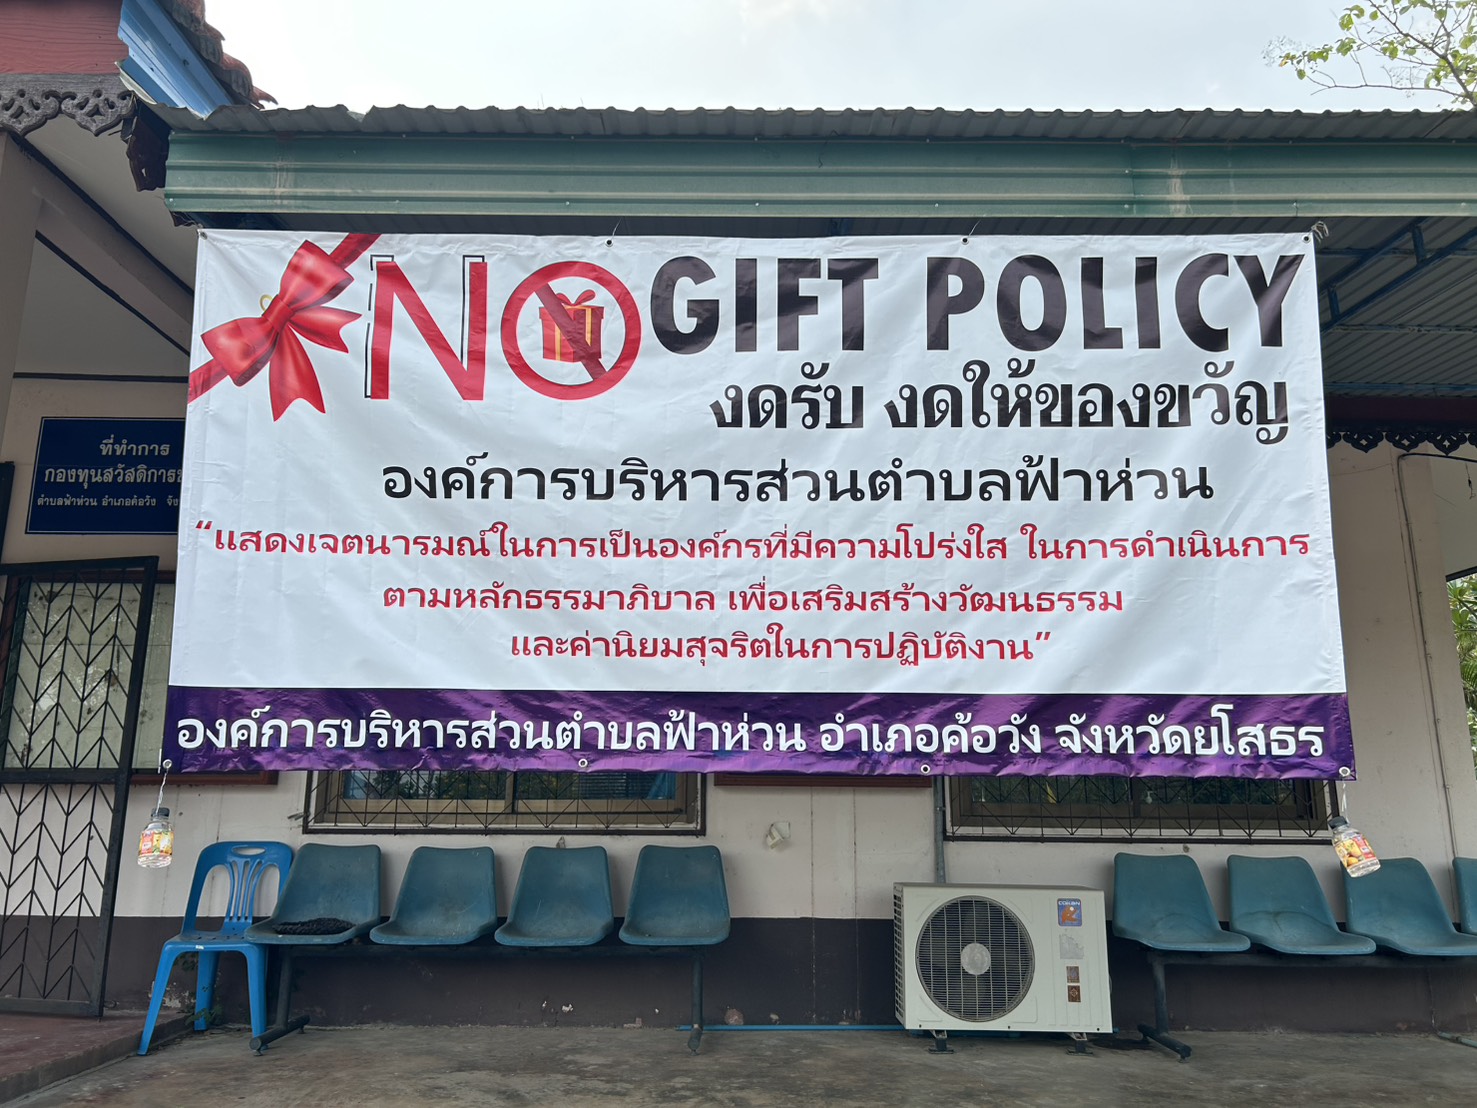 NO GIFT POLICY
งดรับ งดให้ของขวัญ
องค์การบริหารส่วนตำบลฟ้าห่วน
“แสดงเจตนารมณ์ในการเป็นองค์กรที่มีความโปร่งใส ในการดำเนินการ
ตามหลักธรรมาภิบาล เพื่อเสริมสร้างวัฒนธรรม
และค่านิยมสุจริตในการปฏิบัติงาน”
องค์การบริหารส่วนตำบลฟ้าห่วน อำเภอค้อวัง จังหวัดยโสธร
ที่ทำการ
กองทุนสวัสดิการ
ตำบลฟ้าห่วน อำเภอค้อวัง